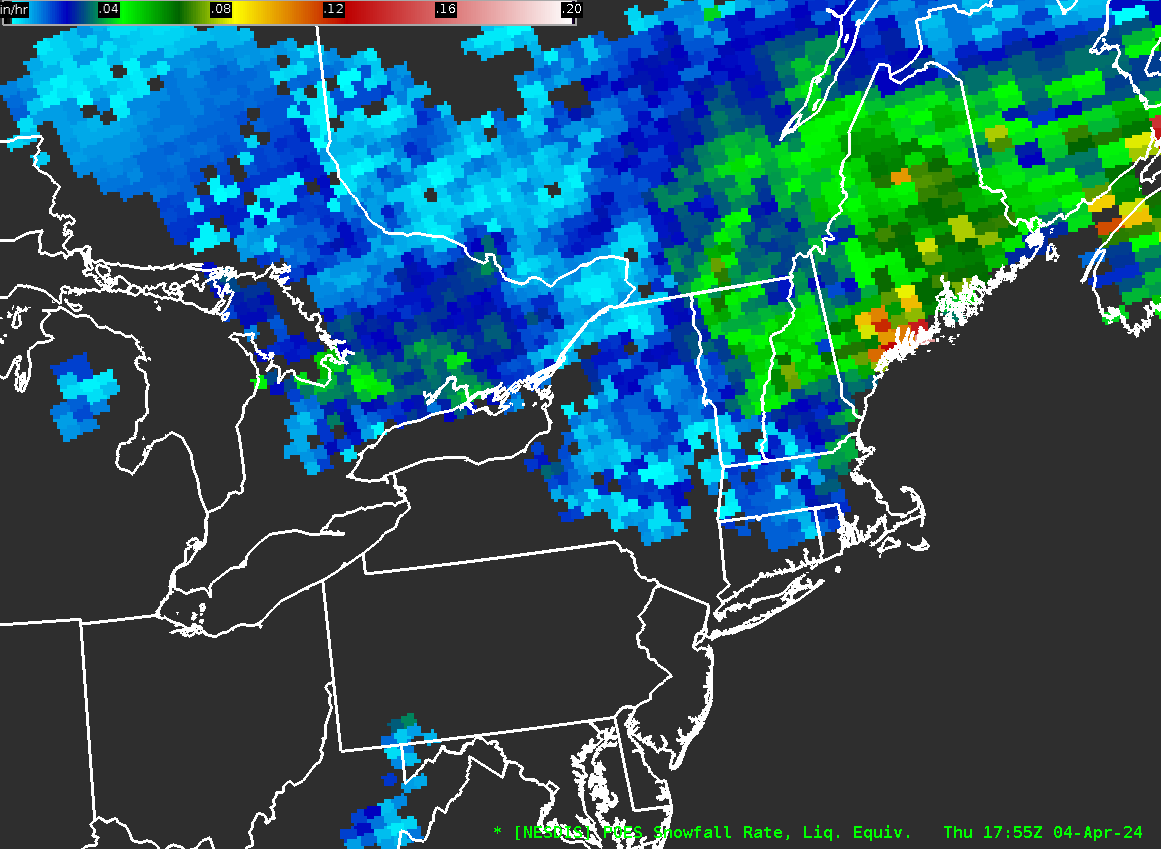 in/hr .04 .08 .12 .16 .20
* [NESDIS] POES Snowfall Rate, Liq. Equiv. Thu 17:55Z 04-Apr-24